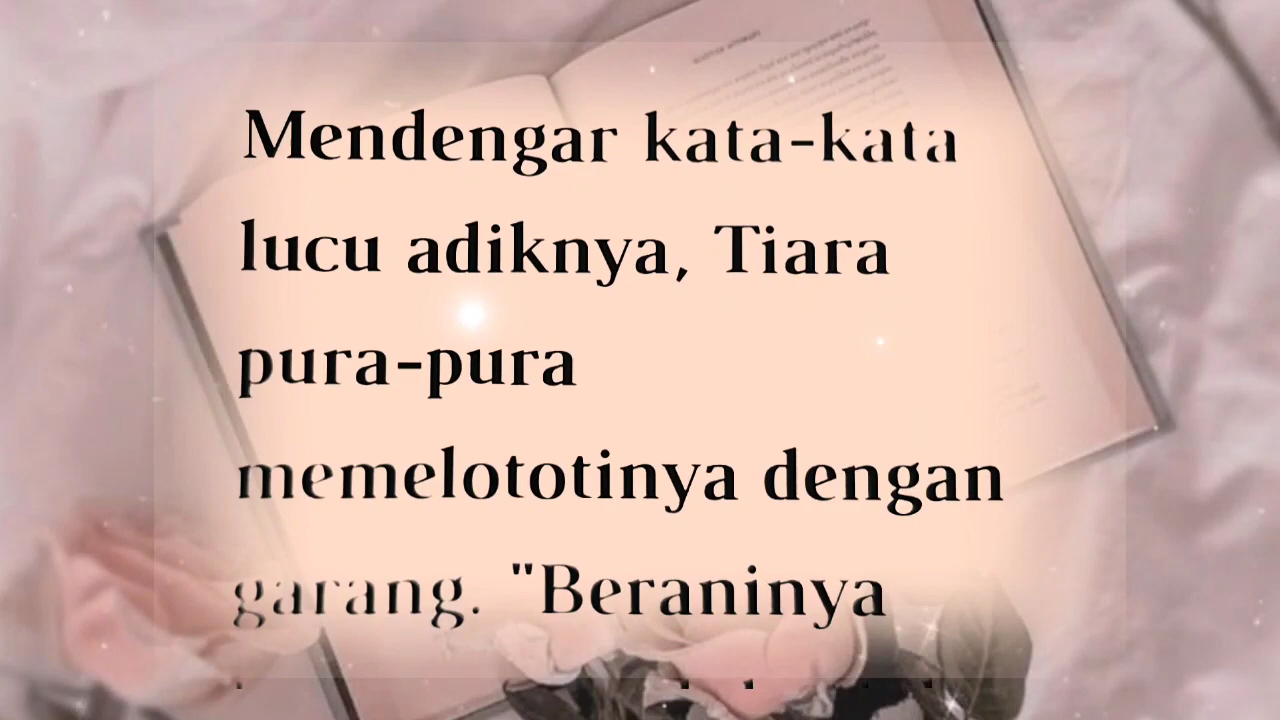 Mendengar kata-kata
lucu adiknya, Tiara
pura-pura
memelototinya dengan
garang. "Beraninya